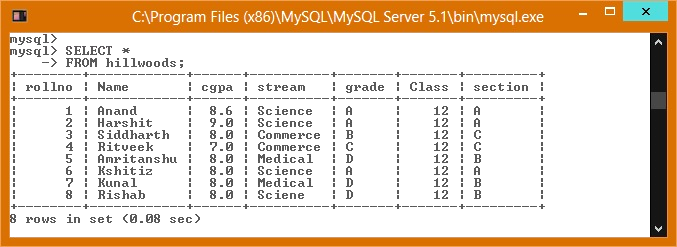 C:\Program Files (x86)\MySQL\MySQL Server 5.1\bin\mysql.exe
mysql>
mysql> SELECT *
    -> FROM hillwoods;
+--------+------------+------+----------+-------+-------+---------+
| rollno | Name       | cgpa | stream   | grade | Class | section |
+--------+------------+------+----------+-------+-------+---------+
|      1 | Anand      |  8.6 | Science  | A     |    12 | A       |
|      2 | Harshit    |  9.0 | Science  | A     |    12 | A       |
|      3 | Siddharth  |  8.0 | Commerce | B     |    12 | C       |
|      4 | Ritveek    |  7.0 | Commerce | C     |    12 | C       |
|      5 | Amritanshu |  8.0 | Medical  | D     |    12 | B       |
|      6 | Kshitiz    |  8.0 | Science  | A     |    12 | A       |
|      7 | Kunal      |  8.0 | Medical  | D     |    12 | B       |
|      8 | Rishab     |  8.0 | Sciene   | D     |    12 | B       |
+--------+------------+------+----------+-------+-------+---------+
8 rows in set (0.08 sec)